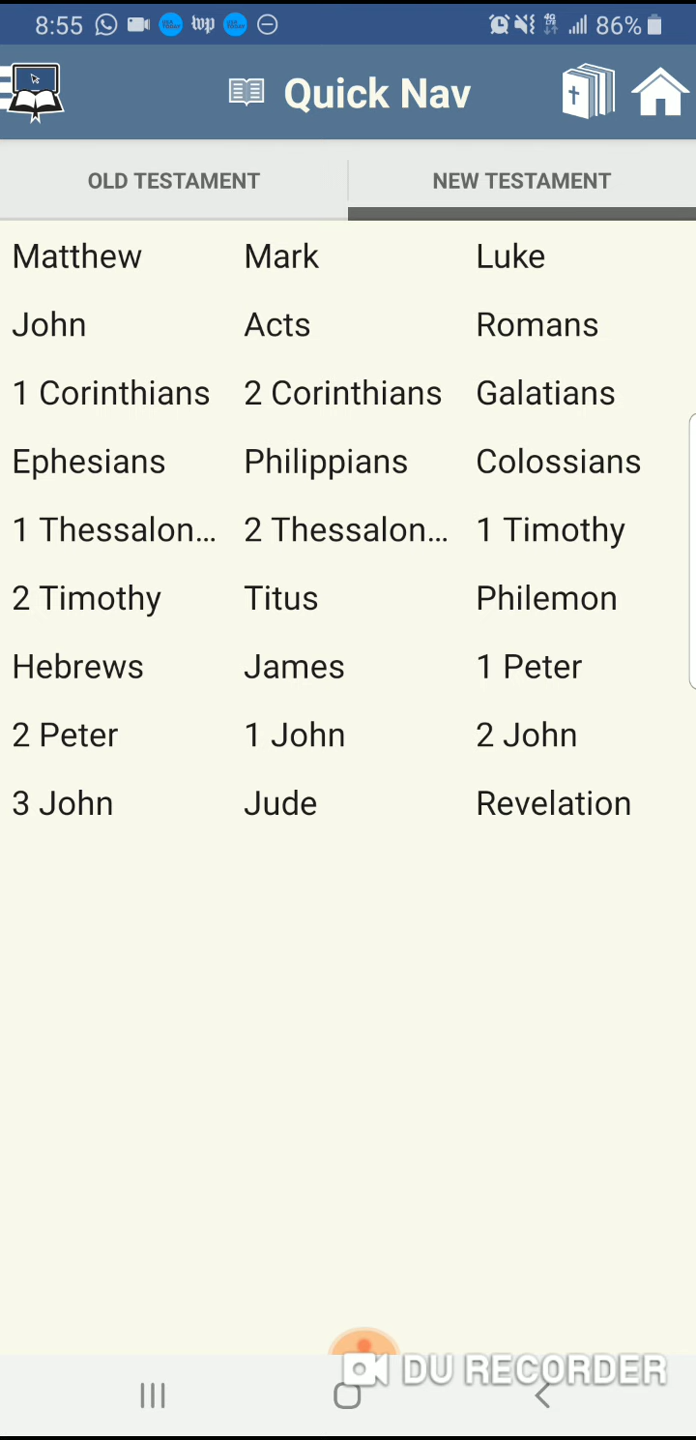 8:55 86%
Quick Nav
OLD TESTAMENT NEW TESTAMENT
Matthew Mark Luke
John Acts Romans
1 Corinthians 2 Corinthians Galatians
Ephesians Philippians Colossians
1 Thessalon... 2 Thessalon... 1 Timothy
2 Timothy Titus Philemon
Hebrews James 1 Peter
2 Peter 1 John 2 John
3 John Jude Revelation
DU RECORDER